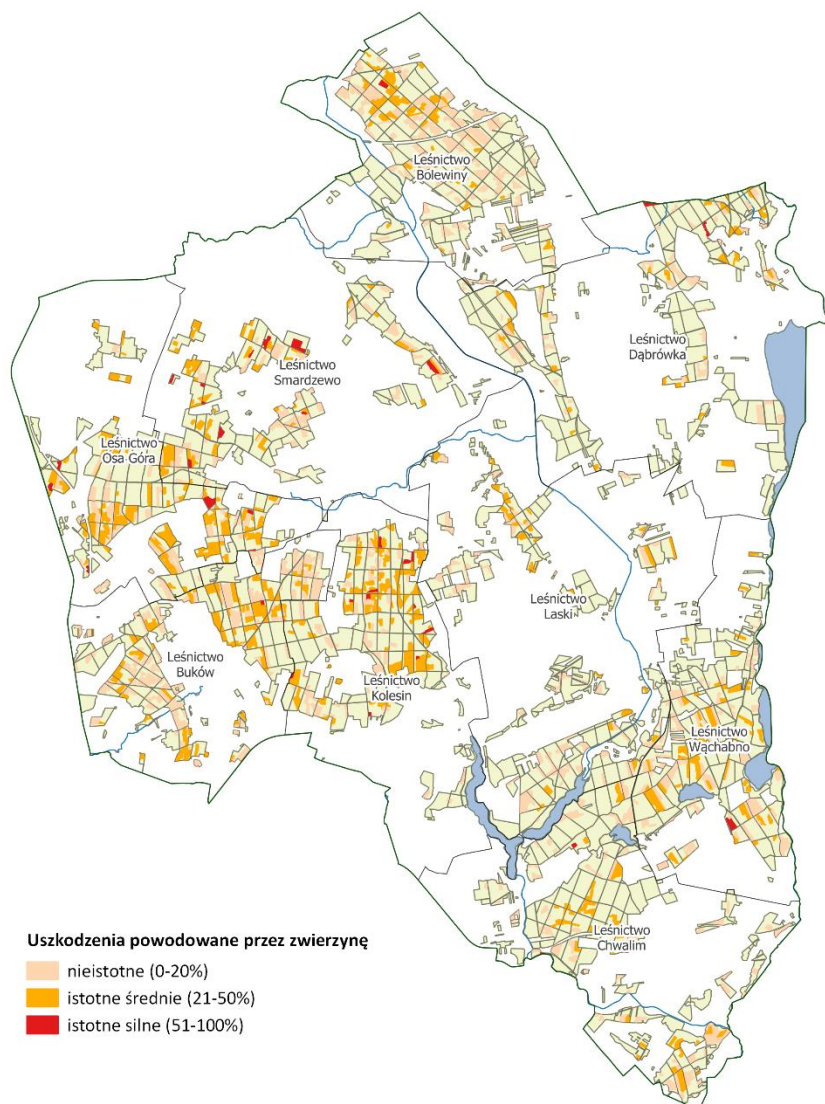 Leśnictwo
Bolewiny
Leśnictwo
Dąbrówka
Leśnictwo
Smardzewo
Leśnictwo
Osa Góra
Leśnictwo
Laski
Leśnictwo
Buków
Leśnictwo
Kolesin
Leśnictwo
Wąchabno
Leśnictwo
Chwalim
Uszkodzenia powodowane przez zwierzynę
nieistotne (0-20%)
istotne średnie (21-50%)
istotne silne (51-100%)